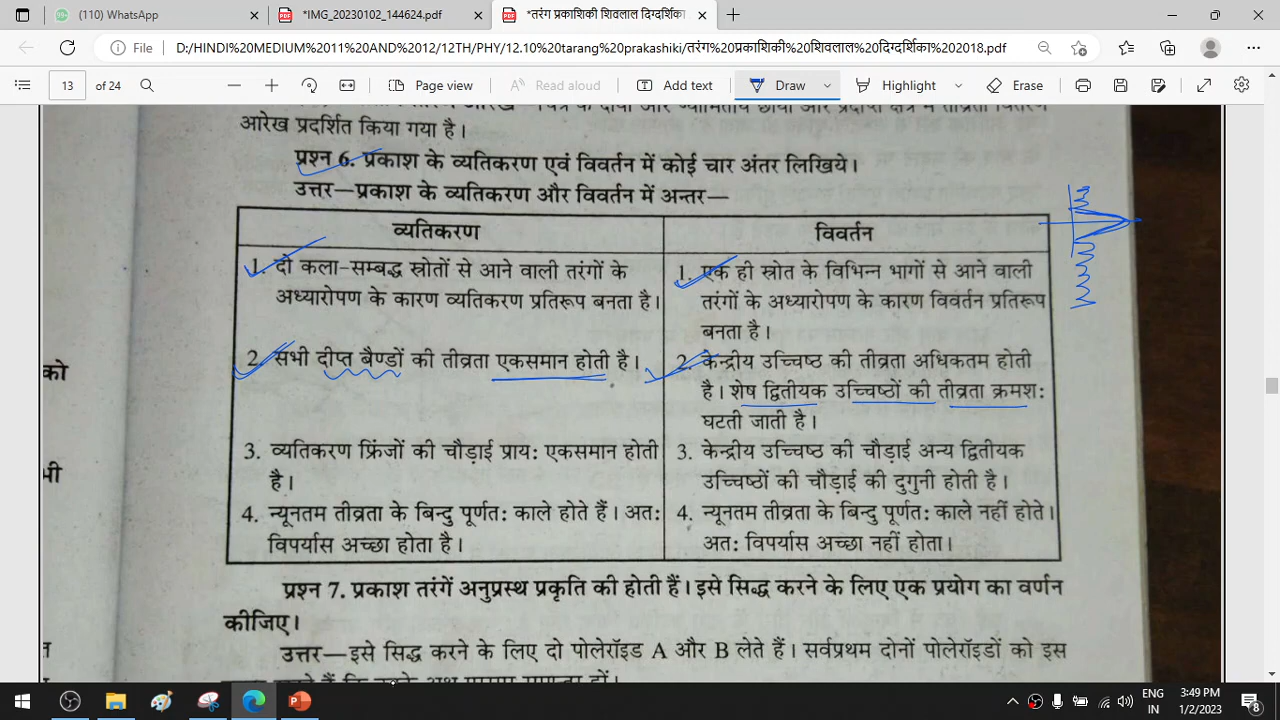 (110) WhatsApp
*IMG_20230102_144624.pdf
*तरंग प्रकाशिकी शिवलाल दिग्दर्शिका
File
D:/HINDI%20MEDIUM%2011%20AND%2012/12TH/PHY/12.10%20tarang%20prakashiki/तरंग%20प्रकाशिकी%20शिवलाल%20दिग्दर्शिका%202018.pdf
13 of 24
Page view
Read aloud
Add text
Draw
Highlight
Erase
आरेख प्रदर्शित किया गया है।
प्रश्न 6. प्रकाश के व्यतिकरण एवं विवर्तन में कोई चार अंतर लिखिये।
उत्तर—प्रकाश के व्यतिकरण और विवर्तन में अन्तर—
व्यतिकरण
विवर्तन
1. दो कला-सम्बद्ध स्रोतों से आने वाली तरंगों के
अध्यारोपण के कारण व्यतिकरण प्रतिरूप बनता है।
1. एक ही स्रोत के विभिन्न भागों से आने वाली
तरंगों के अध्यारोपण के कारण विवर्तन प्रतिरूप
बनता है।
2. सभी दीप्त बैण्डों की तीव्रता एकसमान होती है।
2. केन्द्रीय उच्चिष्ठ की तीव्रता अधिकतम होती
है। शेष द्वितीयक उच्चिष्ठों की तीव्रता क्रमश:
घटती जाती है।
3. व्यतिकरण फ्रिंजों की चौड़ाई प्राय: एकसमान होती
है।
3. केन्द्रीय उच्चिष्ठ की चौड़ाई अन्य द्वितीयक
उच्चिष्ठों की चौड़ाई की दुगुनी होती है।
4. न्यूनतम तीव्रता के बिन्दु पूर्णत: काले होते हैं। अत:
विपर्यास अच्छा होता है।
4. न्यूनतम तीव्रता के बिन्दु पूर्णत: काले नहीं होते।
अत: विपर्यास अच्छा नहीं होता।
प्रश्न 7. प्रकाश तरंगें अनुप्रस्थ प्रकृति की होती हैं। इसे सिद्ध करने के लिए एक प्रयोग का वर्णन
कीजिए।
उत्तर—इसे सिद्ध करने के लिए दो पोलेरॉइड A और B लेते हैं। सर्वप्रथम दोनों पोलेरॉइडों को इस
को
भी
ENG
IN
3:49 PM
1/2/2023
8